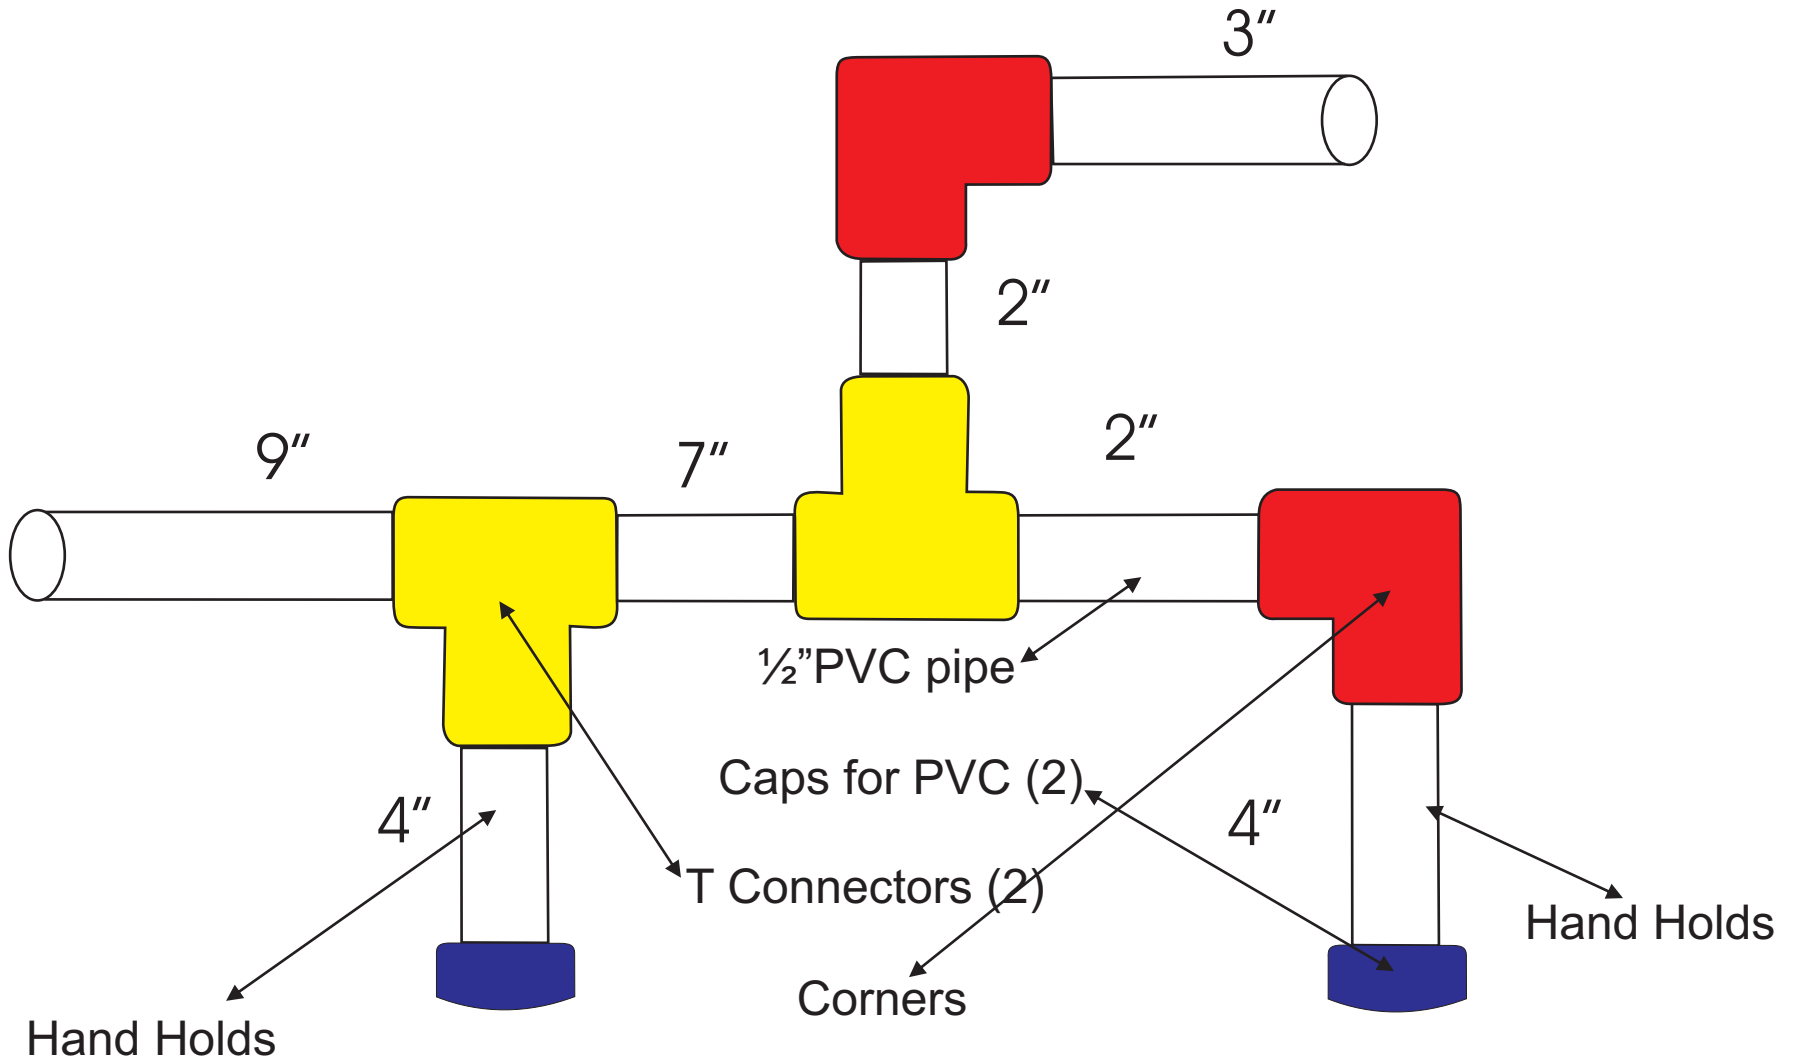 3"
2"
2"
9"
7"
½”PVC pipe
Caps for PVC (2)
4"
4"
T Connectors (2)
Hand Holds
Corners
Hand Holds